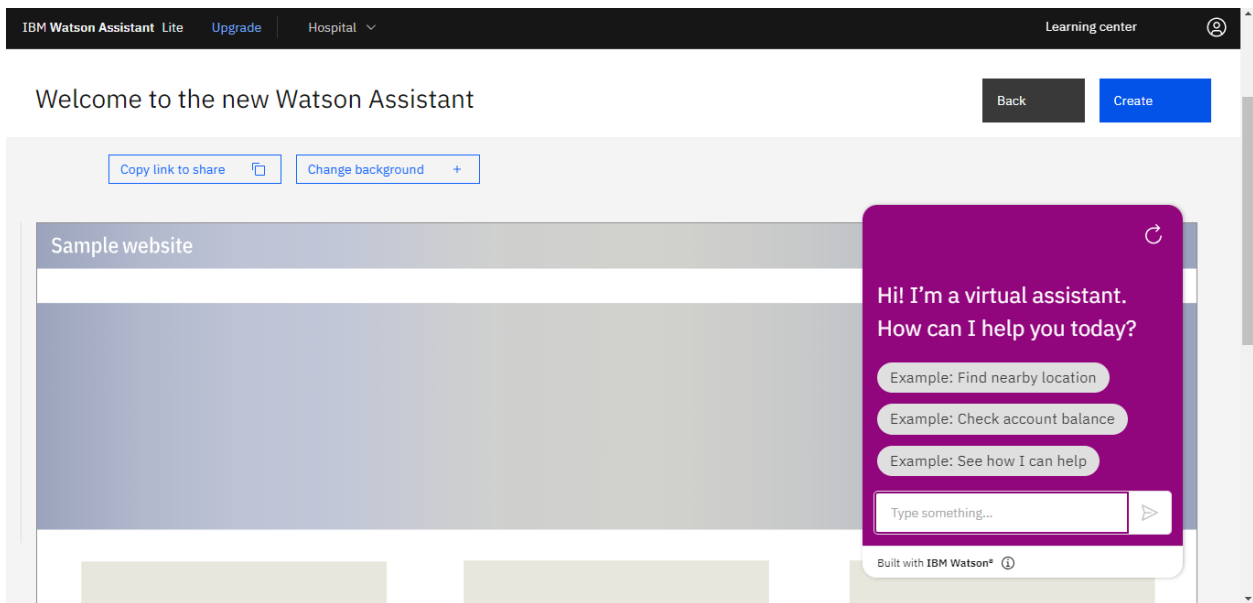 IBM Watson Assistant Lite Upgrade Hospital Learning center
Welcome to the new Watson Assistant
Back
Create
Copy link to share
Change background +
Sample website
Hi! I'm a virtual assistant.
How can I help you today?
Example: Find nearby location
Example: Check account balance
Example: See how I can help
Type something...
Built with IBM Watson®